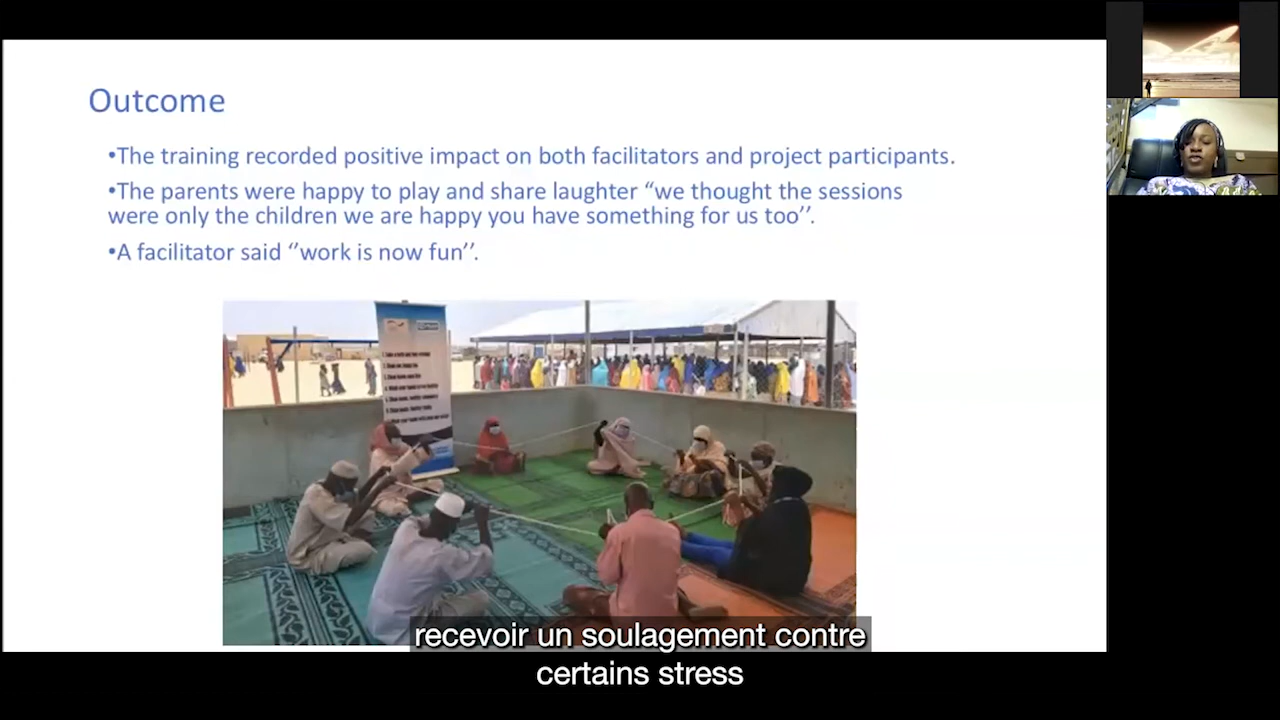 Outcome
•The training recorded positive impact on both facilitators and project participants.
•The parents were happy to play and share laughter “we thought the sessions
were only the children we are happy you have something for us too’’.
•A facilitator said ‘’work is now fun’’.
recevoir un soulagement contre
certains stress